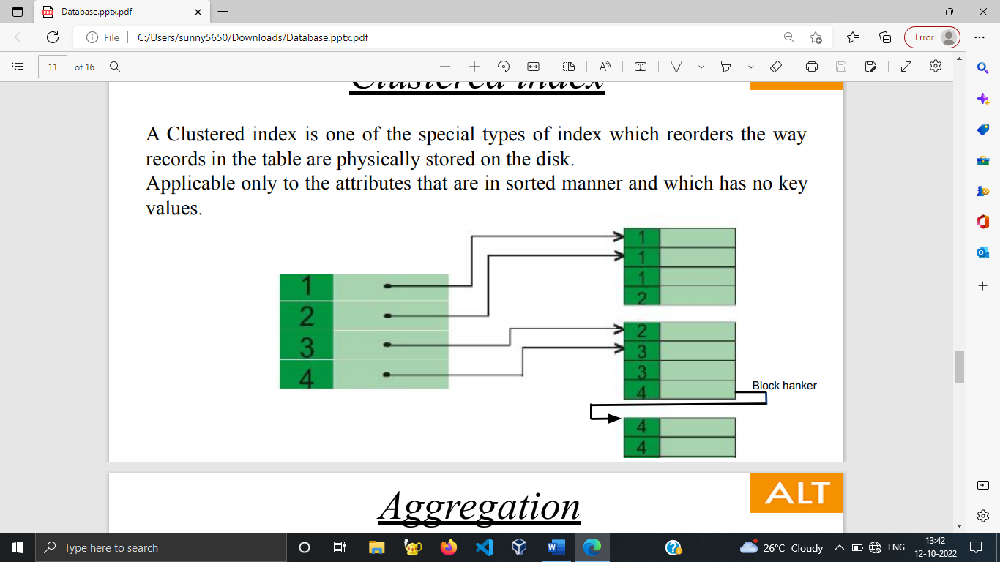 Database.pptx.pdf
File
C:/Users/sunny5650/Downloads/Database.pptx.pdf
Error
11
of 16
Clustered index
A Clustered index is one of the special types of index which reorders the way
records in the table are physically stored on the disk.
Applicable only to the attributes that are in sorted manner and which has no key
values.
1
2
3
4
1
1
1
2
2
3
3
4
Block hanker
4
4
Aggregation
ALT
Type here to search
26°C Cloudy
ENG
13:42
12-10-2022